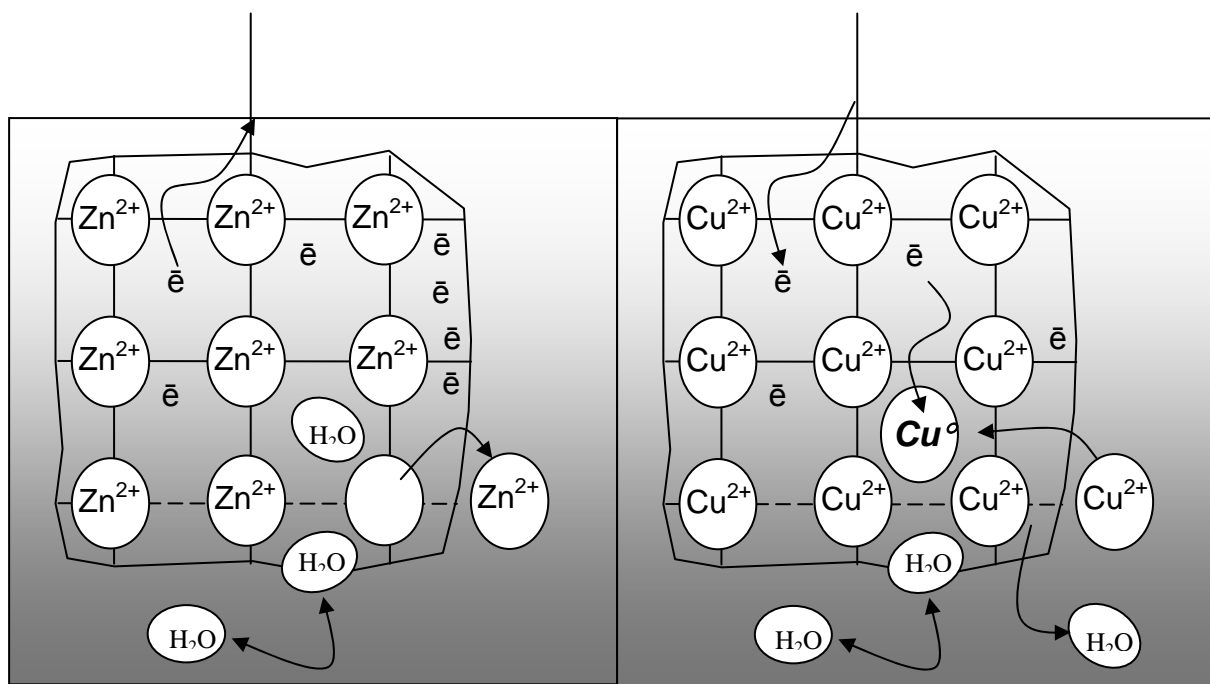 Zn²⁺ Zn²⁺ Zn²⁺ ē
ē ē
ē
Zn²⁺ Zn²⁺ Zn²⁺ ē
ē ē
H₂O
Zn²⁺ Zn²⁺ Zn²⁺
H₂O
H₂O
Cu²⁺ Cu²⁺ Cu²⁺
ē ē
Cu²⁺ Cu²⁺ Cu²⁺ ē
ē
Cu°
Cu²⁺ Cu²⁺ Cu²⁺ Cu²⁺
H₂O
H₂O H₂O